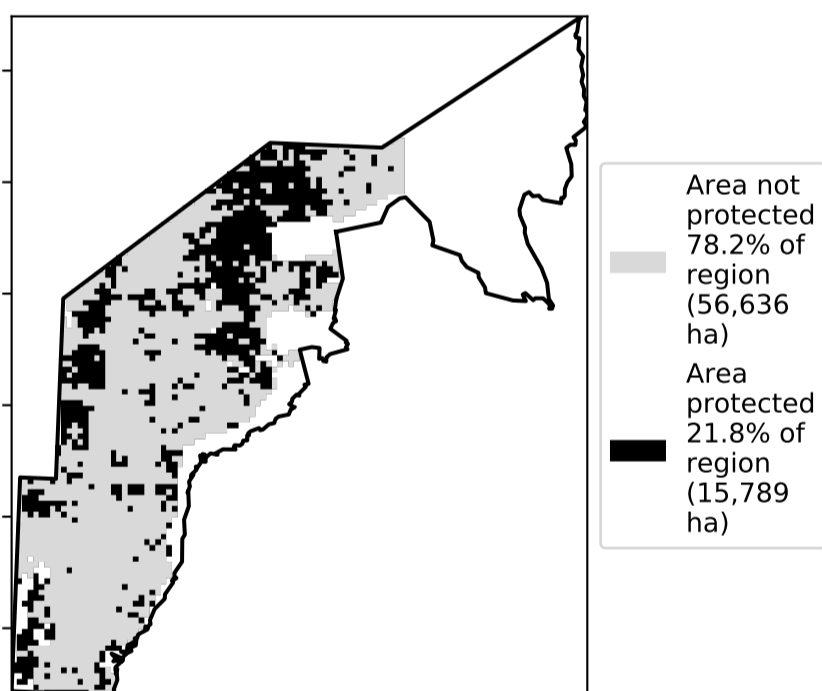 Area not
protected
78.2% of
region
(56,636
ha)
Area
protected
21.8% of
region
(15,789
ha)